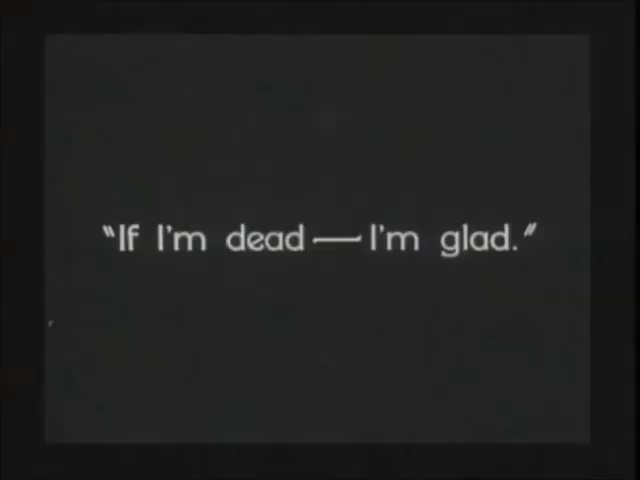 "If I'm dead — I'm glad."